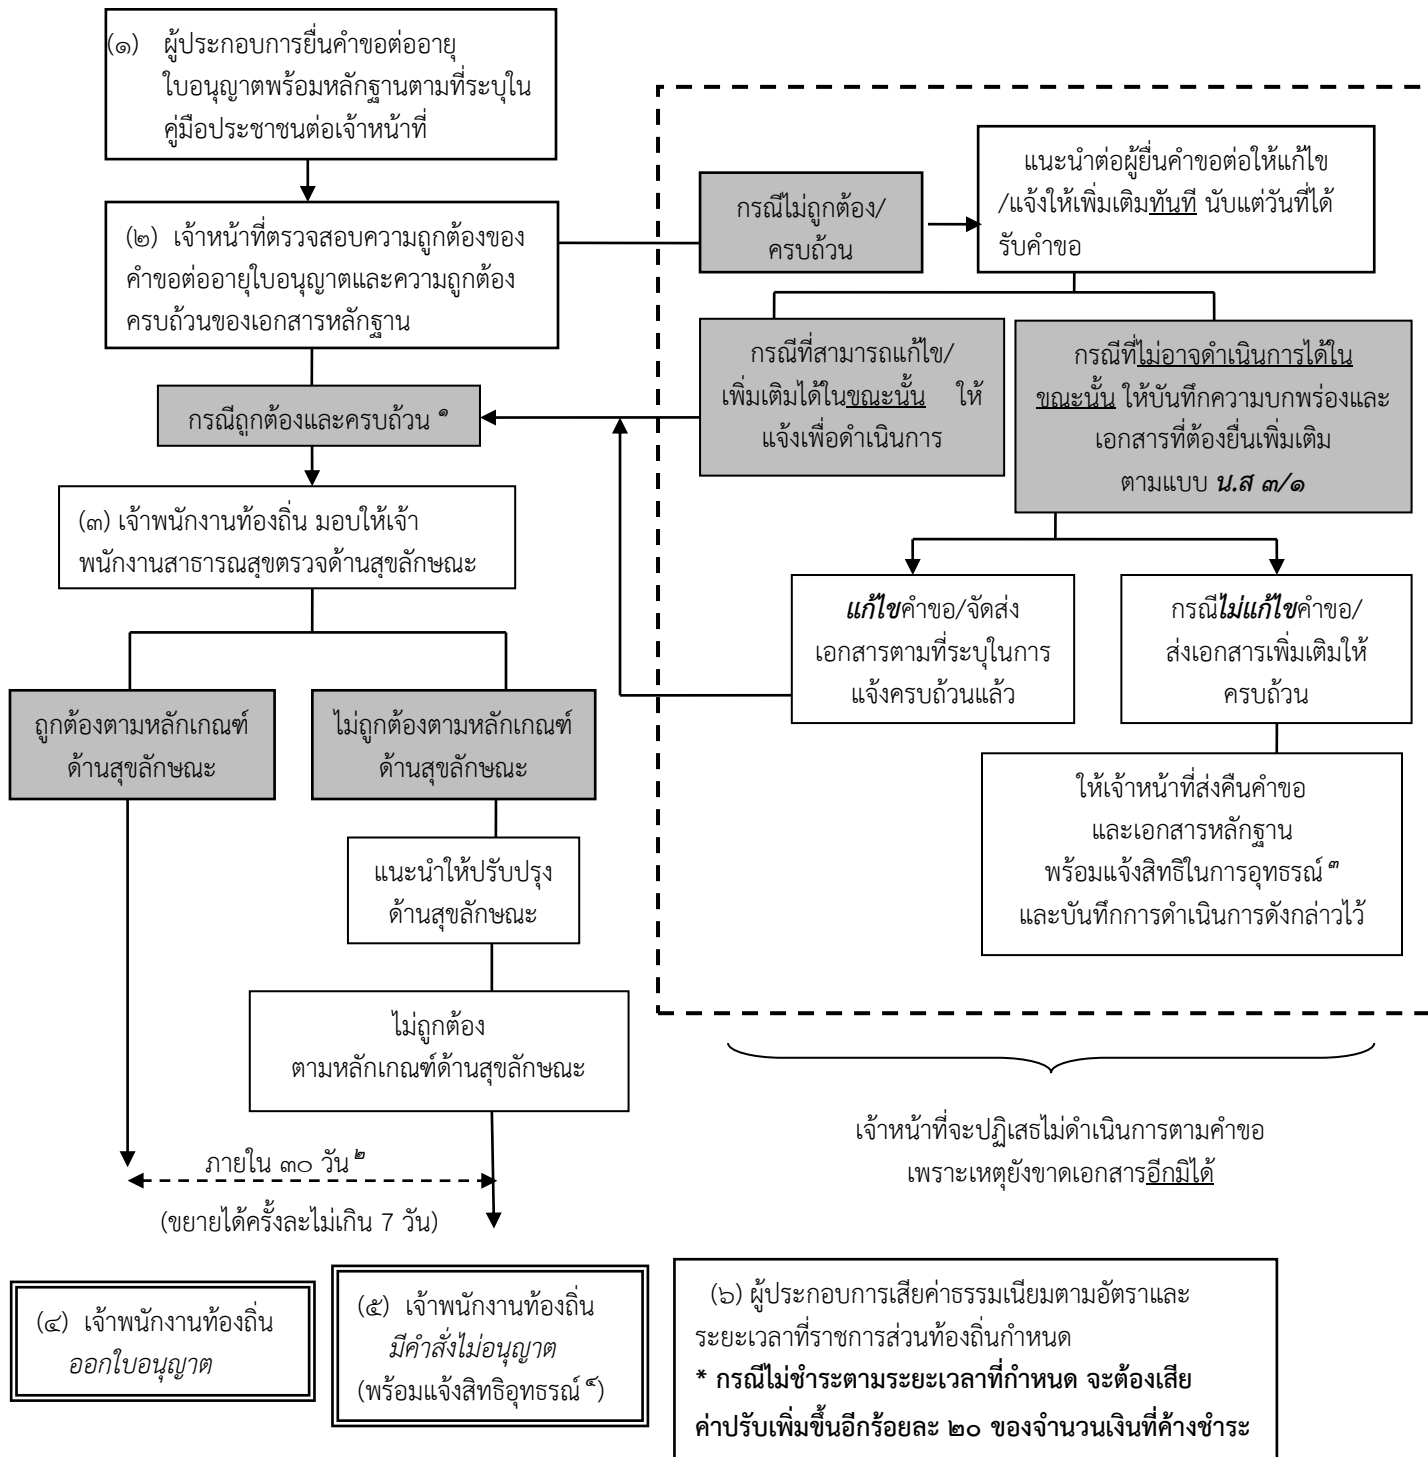 (๑) ผู้ประกอบการยื่นคำขอต่ออายุ
ใบอนุญาตพร้อมหลักฐานตามที่ระบุใน
คู่มือประชาชนต่อเจ้าหน้าที่
(๒) เจ้าหน้าที่ตรวจสอบความถูกต้องของ
คำขอต่ออายุใบอนุญาตและความถูกต้อง
ครบถ้วนของเอกสารหลักฐาน
กรณีไม่ถูกต้อง/
ครบถ้วน
แนะนำต่อผู้ยื่นคำขอต่อให้แก้ไข
/แจ้งให้เพิ่มเติมทันที นับแต่วันที่ได้
รับคำขอ
กรณีที่สามารถแก้ไข/
เพิ่มเติมได้ในขณะนั้น ให้
แจ้งเพื่อดำเนินการ
กรณีที่ไม่อาจดำเนินการได้ใน
ขณะนั้น ให้บันทึกความบกพร่องและ
เอกสารที่ต้องยื่นเพิ่มเติม
ตามแบบ น.ส ๓/๑
กรณีถูกต้องและครบถ้วน ๑
(๓) เจ้าพนักงานท้องถิ่น มอบให้เจ้า
พนักงานสาธารณสุขตรวจด้านสุขลักษณะ
แก้ไขคำขอ/จัดส่ง
เอกสารตามที่ระบุในการ
แจ้งครบถ้วนแล้ว
กรณีไม่แก้ไขคำขอ/
ส่งเอกสารเพิ่มเติมให้
ครบถ้วน
ถูกต้องตามหลักเกณฑ์
ด้านสุขลักษณะ
ไม่ถูกต้องตามหลักเกณฑ์
ด้านสุขลักษณะ
ให้เจ้าหน้าที่ส่งคืนคำขอ
และเอกสารหลักฐาน
พร้อมแจ้งสิทธิในการอุทธรณ์ ๓
และบันทึกการดำเนินการดังกล่าวไว้
แนะนำให้ปรับปรุง
ด้านสุขลักษณะ
ไม่ถูกต้อง
ตามหลักเกณฑ์ด้านสุขลักษณะ
เจ้าหน้าที่จะปฏิเสธไม่ดำเนินการตามคำขอ
เพราะเหตุยังขาดเอกสารอีกมิได้
ภายใน ๓๐ วัน ๒
(ขยายได้ครั้งละไม่เกิน 7 วัน)
(๔) เจ้าพนักงานท้องถิ่น
ออกใบอนุญาต
(๕) เจ้าพนักงานท้องถิ่น
มีคำสั่งไม่อนุญาต
(พร้อมแจ้งสิทธิอุทธรณ์ ๔)
(๖) ผู้ประกอบการเสียค่าธรรมเนียมตามอัตราและ
ระยะเวลาที่ราชการส่วนท้องถิ่นกำหนด
* กรณีไม่ชำระตามระยะเวลาที่กำหนด จะต้องเสีย
ค่าปรับเพิ่มขึ้นอีกร้อยละ ๒๐ ของจำนวนเงินที่ค้างชำระ